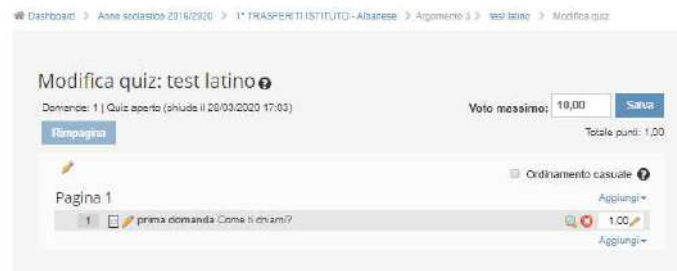 Dashboard > Anno scolastico 2019/2020 > 1° TRASFERITI ISTITUTO - Albanese > Argomento 3 > test latino > Modifica quiz
Modifica quiz: test latino
Domande: 1 | Quiz aperto (chiude il 28/03/2020 17:03)
Voto massimo: 10,00 Salva
Rimpagina
Totale punti: 1,00
Ordinamento casuale
Pagina 1
Aggiungi
1 prima domanda Come ti chiami? 1,00
Aggiungi